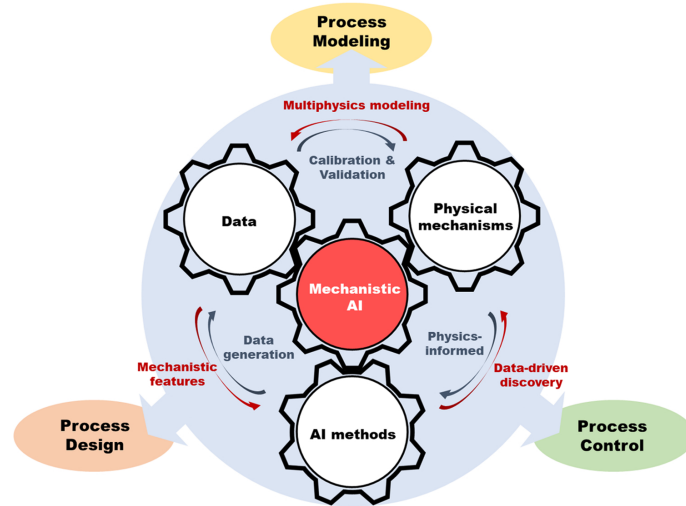 Process
Modeling
Multiphysics modeling
Calibration &
Validation
Data
Physical
mechanisms
Mechanistic
AI
Data
generation
Physics-
informed
Mechanistic
features
Data-driven
discovery
AI methods
Process
Design
Process
Control